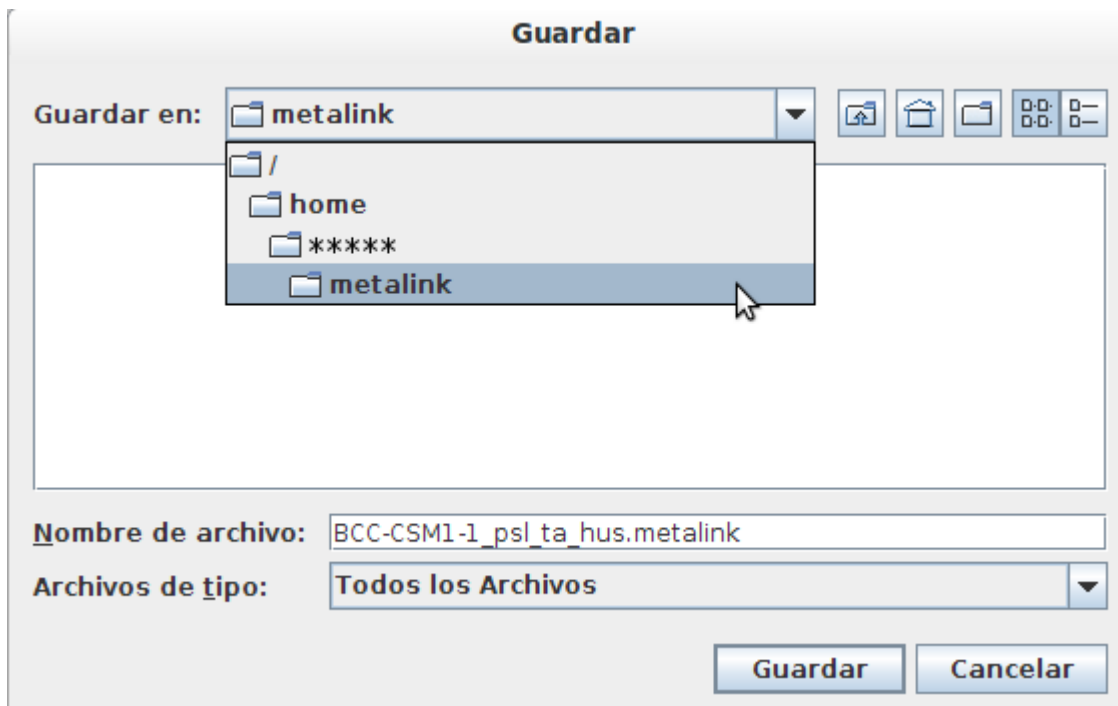 Guardar
Guardar en: metalink
/
home
*****
metalink
Nombre de archivo: BCC-CSM1-1_psl_ta_hus.metalink
Archivos de tipo: Todos los Archivos
Guardar Cancelar